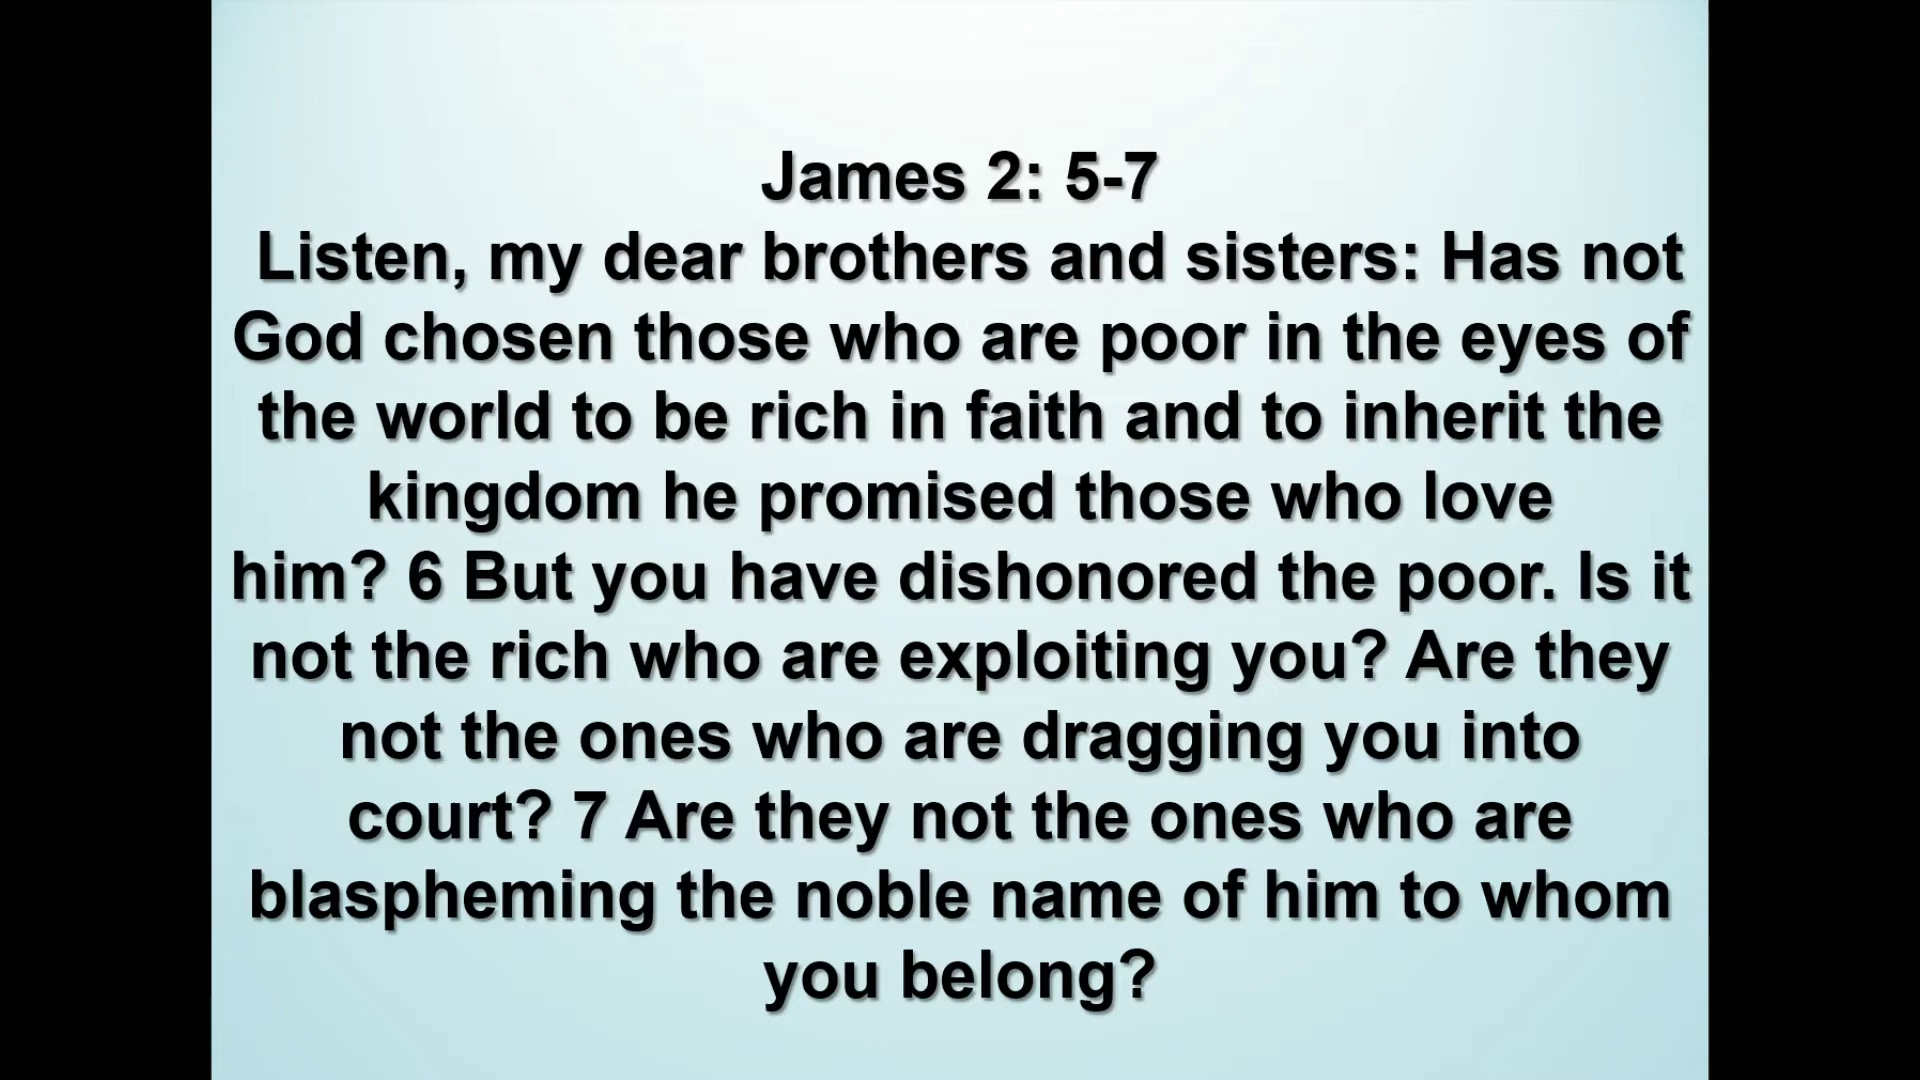 James 2: 5-7
Listen, my dear brothers and sisters: Has not
God chosen those who are poor in the eyes of
the world to be rich in faith and to inherit the
kingdom he promised those who love
him? 6 But you have dishonored the poor. Is it
not the rich who are exploiting you? Are they
not the ones who are dragging you into
court? 7 Are they not the ones who are
blaspheming the noble name of him to whom
you belong?